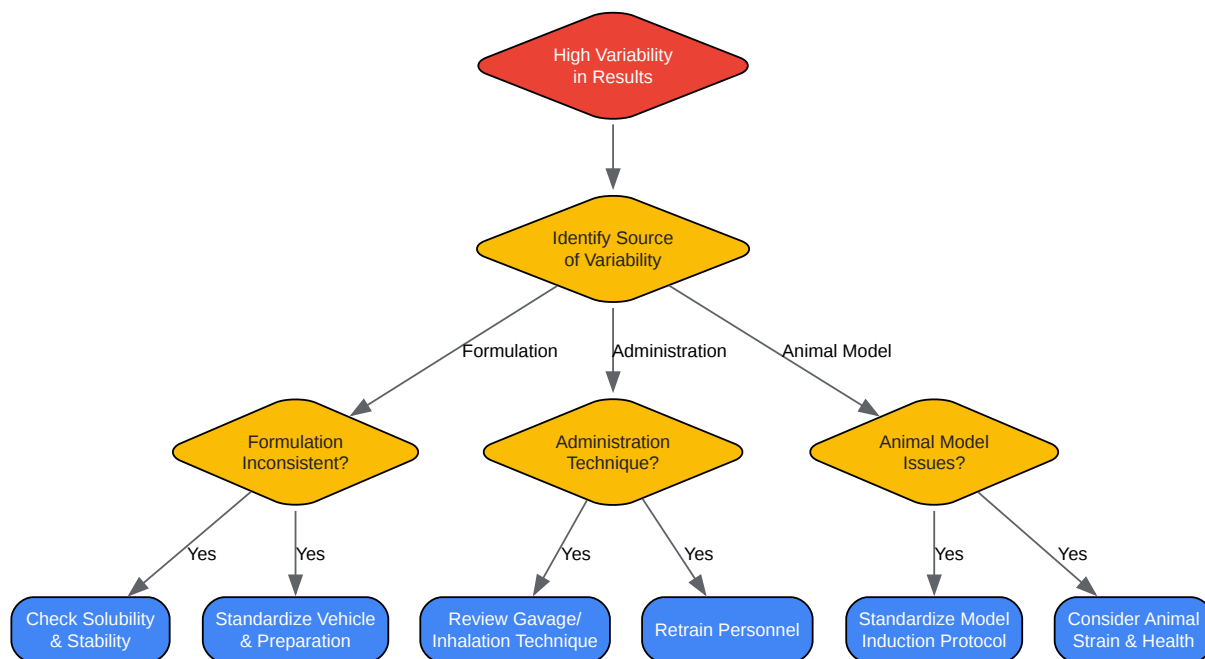 High Variability
in Results
Identify Source
of Variability
Formulation
Administration
Animal Model
Formulation
Inconsistent?
Administration
Technique?
Animal Model
Issues?
Yes
Yes
Yes
Yes
Yes
Yes
Check Solubility
& Stability
Standardize Vehicle
& Preparation
Review Gavage/
Inhalation Technique
Retrain Personnel
Standardize Model
Induction Protocol
Consider Animal
Strain & Health